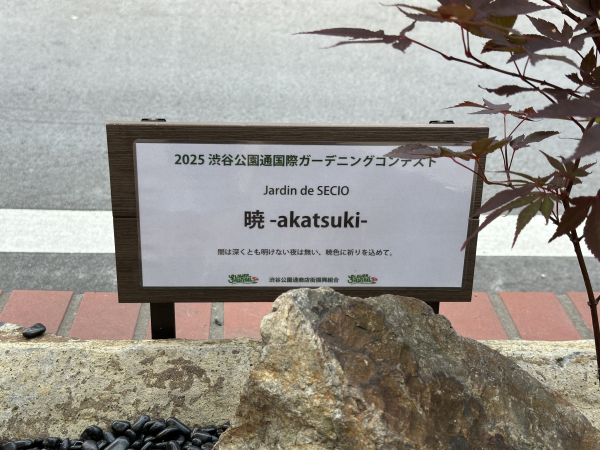 2025 渋谷公園通国際ガーデニングコンテスト
Jardin de SECIO
暁 -akatsuki-
闇は深くとも明けない夜は無い、暁色に祈りを込めて。
渋谷公園通商店街振興組合